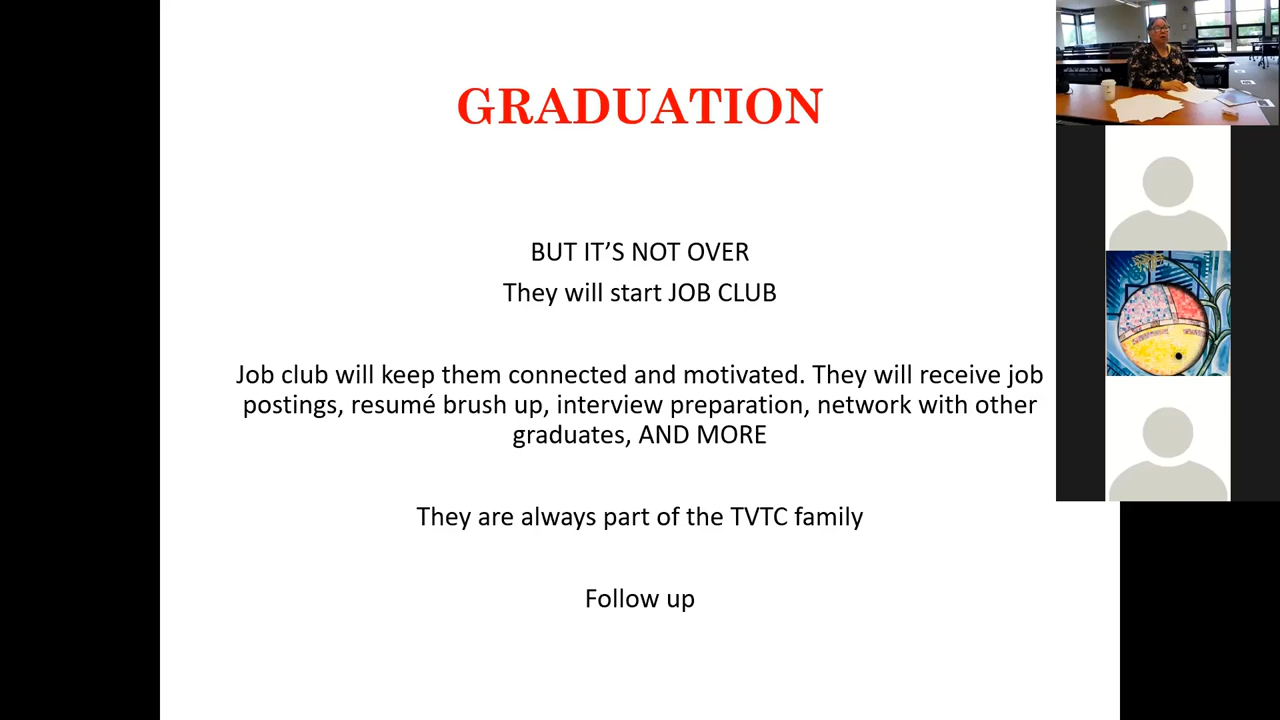 GRADUATION
BUT IT’S NOT OVER
They will start JOB CLUB
Job club will keep them connected and motivated. They will receive job
postings, resumé brush up, interview preparation, network with other
graduates, AND MORE
They are always part of the TVTC family
Follow up